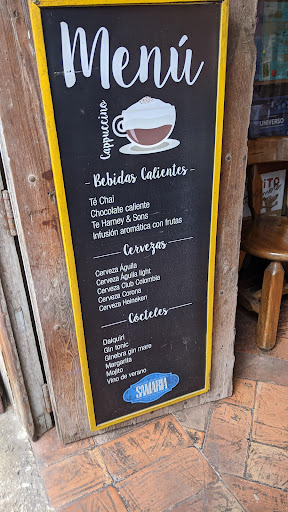 Menú
Cappuccino
- Bebidas Calientes -
Té Chai
Chocolate caliente
Te Harney & Sons
Infusión aromática con frutas
Cervezas
Cerveza Águila
Cerveza Águila light
Cerveza Club Colombia
Cerveza Corona
Cerveza Heineken
Cócteles
Daiquirí
Gin tonic
Ginebra gin mare
Margarita
Mojito
Vino de verano
SAMARIA
UNIVERSO